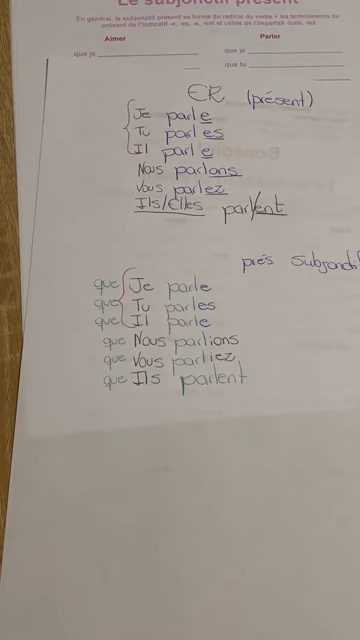 Le subjonctif présent
En général, le subjonctif présent se forme du radical du verbe + les terminaisons du
présent de l'indicatif -e, -es, -e, -ent et celles de l'imparfait -ions, -iez.
Aimer Parler
que je
que je
que tu
ER (présent)
Je parle
Tu parles
Il parle
Nous parlons
Vous parlez
Ils/Elles parlent
prés Subjonctif
que Je parle
que Tu parles
que Il parle
que Nous parlions
que Vous parliez
que Ils parlent